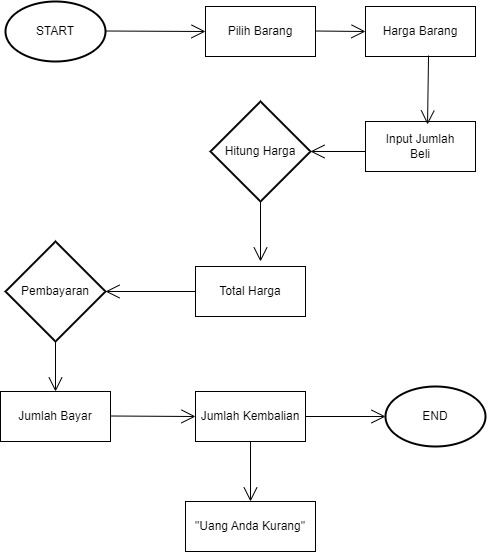 START
Pilih Barang
Harga Barang
Input Jumlah
Beli
Hitung Harga
Total Harga
Pembayaran
Jumlah Bayar
Jumlah Kembalian
END
"Uang Anda Kurang"